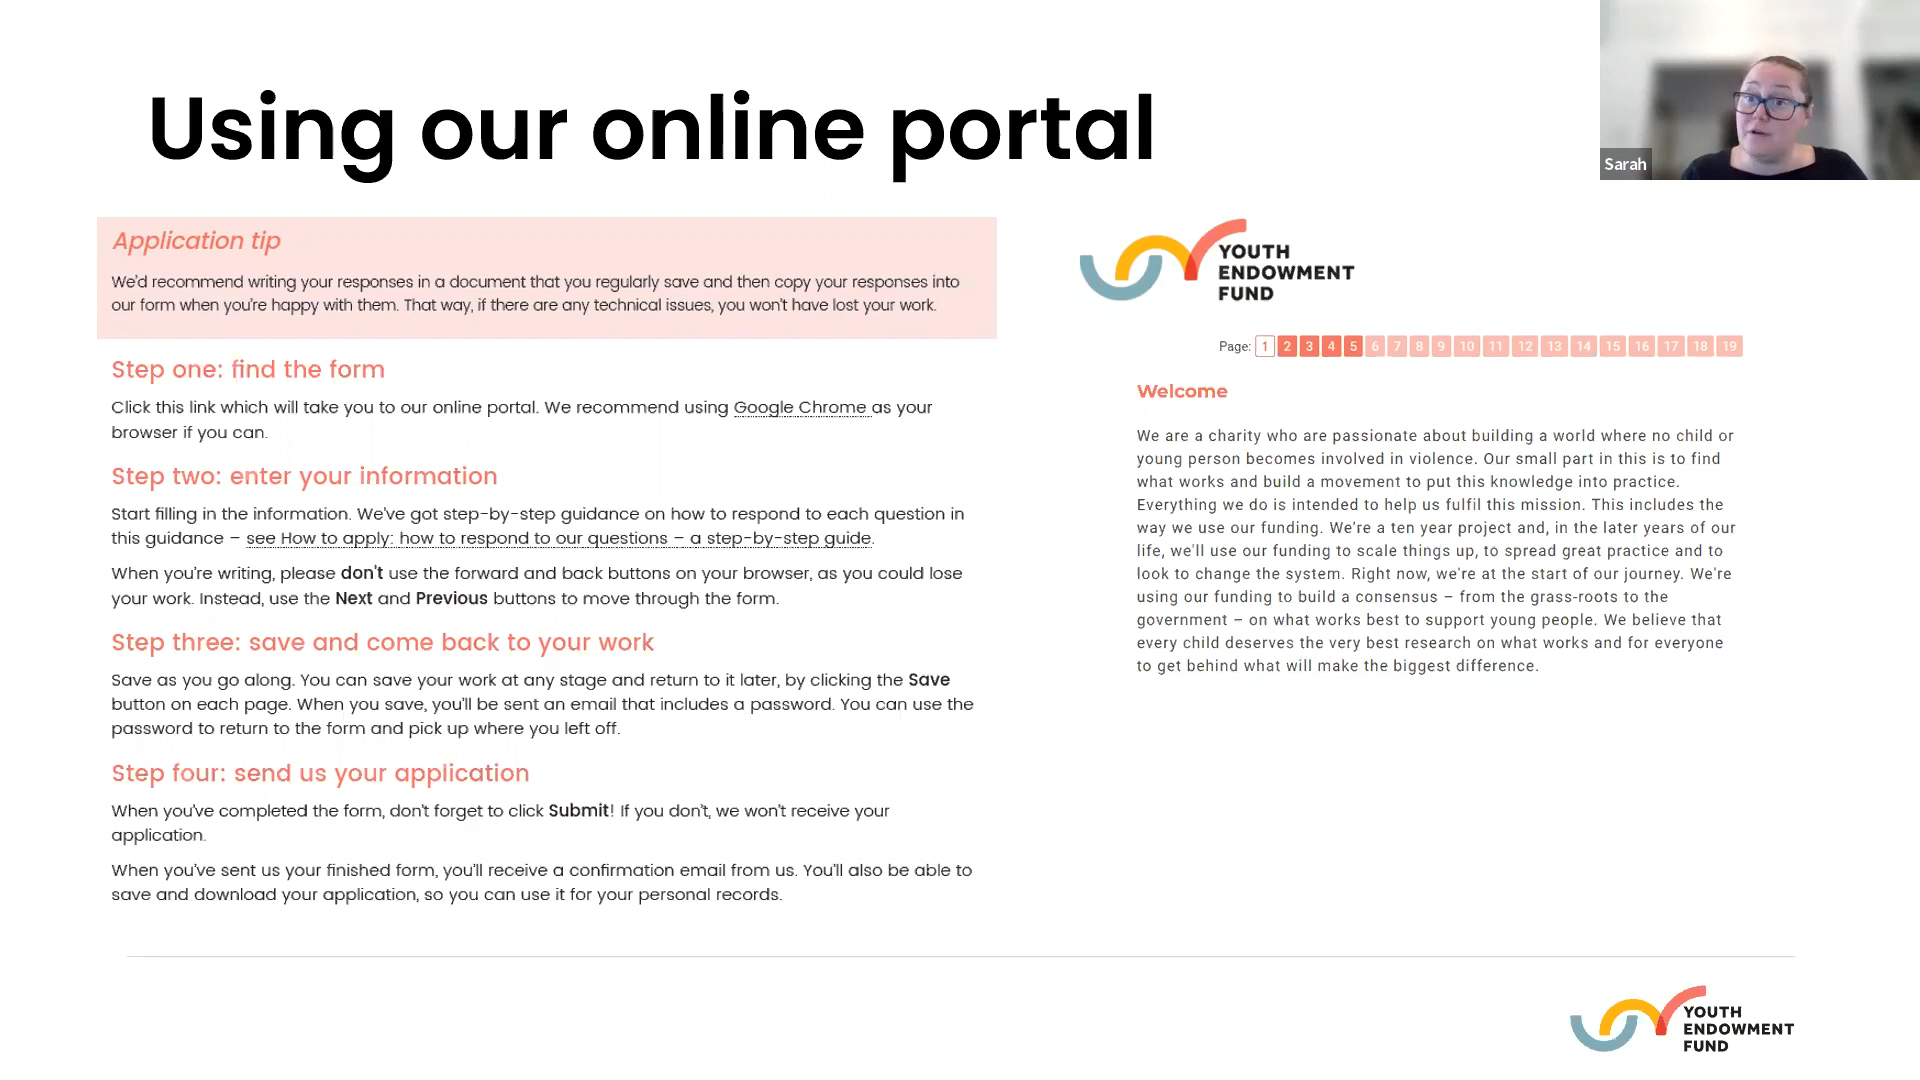 Using our online portal
Sarah
Application tip
We'd recommend writing your responses in a document that you regularly save and then copy your responses into
our form when you're happy with them. That way, if there are any technical issues, you won't have lost your work.
Step one: find the form
Click this link which will take you to our online portal. We recommend using Google Chrome as your
browser if you can.
Step two: enter your information
Start filling in the information. We've got step-by-step guidance on how to respond to each question in
this guidance – see How to apply: how to respond to our questions – a step-by-step guide.
When you're writing, please don't use the forward and back buttons on your browser, as you could lose
your work. Instead, use the Next and Previous buttons to move through the form.
Step three: save and come back to your work
Save as you go along. You can save your work at any stage and return to it later, by clicking the Save
button on each page. When you save, you'll be sent an email that includes a password. You can use the
password to return to the form and pick up where you left off.
Step four: send us your application
When you've completed the form, don't forget to click Submit! If you don't, we won't receive your
application.
When you've sent us your finished form, you'll receive a confirmation email from us. You'll also be able to
save and download your application, so you can use it for your personal records.
YOUTH
ENDOWMENT
FUND
Page: 1 2 3 4 5 6 7 8 9 10 11 12 13 14 15 16 17 18 19
Welcome
We are a charity who are passionate about building a world where no child or
young person becomes involved in violence. Our small part in this is to find
what works and build a movement to put this knowledge into practice.
Everything we do is intended to help us fulfil this mission. This includes the
way we use our funding. We're a ten year project and, in the later years of our
life, we'll use our funding to scale things up, to spread great practice and to
look to change the system. Right now, we're at the start of our journey. We're
using our funding to build a consensus – from the grass-roots to the
government – on what works best to support young people. We believe that
every child deserves the very best research on what works and for everyone
to get behind what will make the biggest difference.
YOUTH
ENDOWMENT
FUND